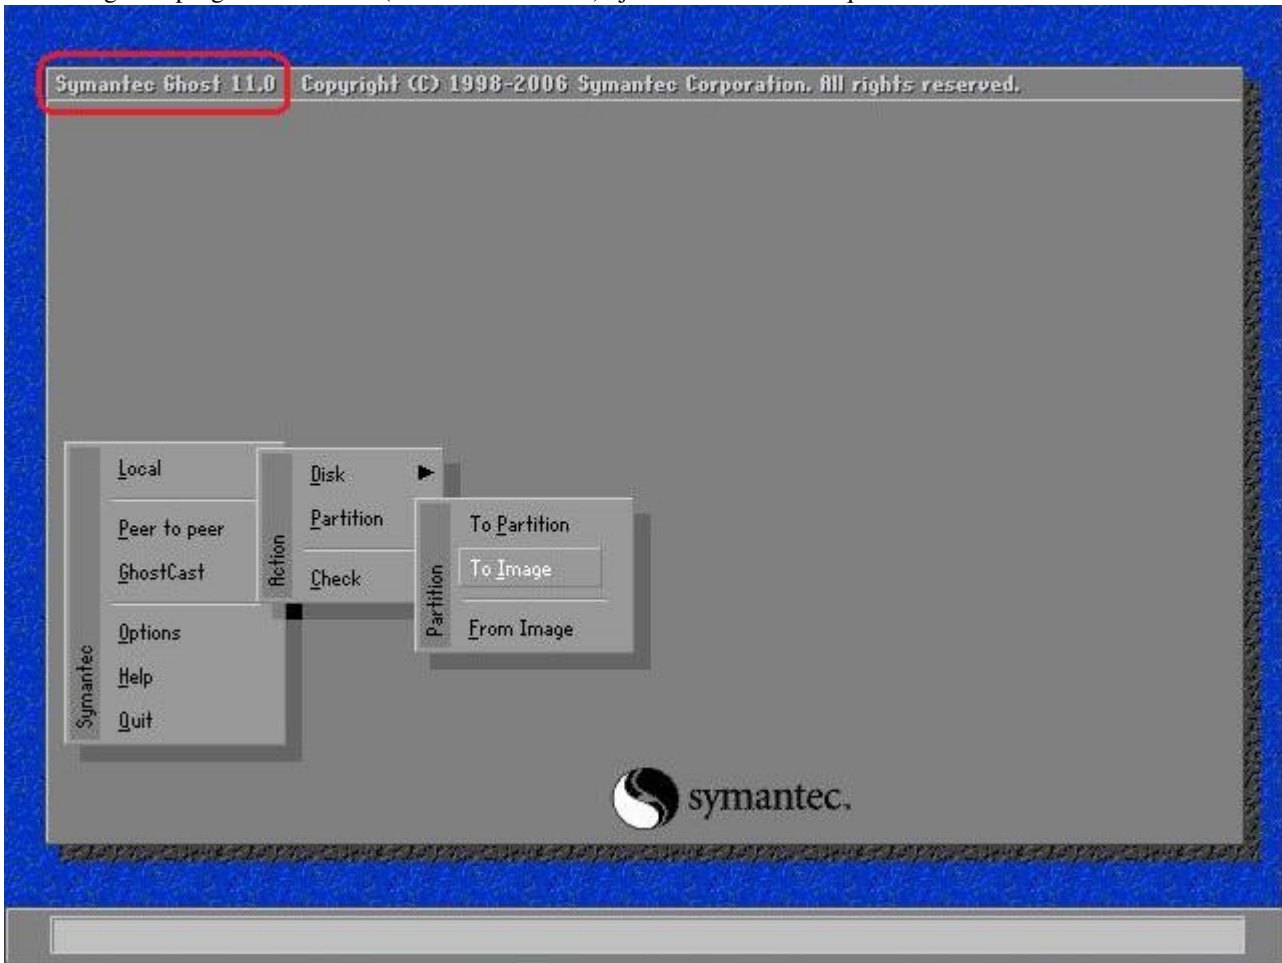 Symantec Ghost 11.0 Copyright (C) 1998-2006 Symantec Corporation. All rights reserved.
Local
Peer to peer
GhostCast
Options
Help
Quit
Symantec
Disk
Partition
Check
Action
To Partition
To Image
From Image
Partition
symantec.